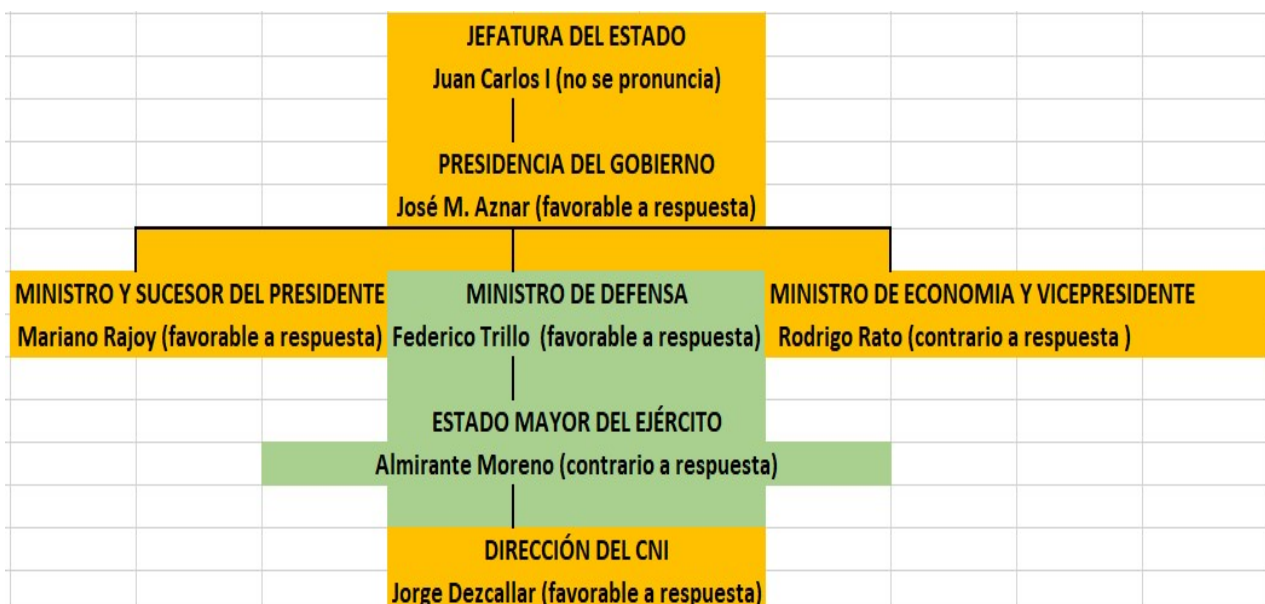 JEFATURA DEL ESTADO
Juan Carlos I (no se pronuncia)
PRESIDENCIA DEL GOBIERNO
José M. Aznar (favorable a respuesta)
MINISTRO Y SUCESOR DEL PRESIDENTE
Mariano Rajoy (favorable a respuesta)
MINISTRO DE DEFENSA
Federico Trillo (favorable a respuesta)
MINISTRO DE ECONOMIA Y VICEPRESIDENTE
Rodrigo Rato (contrario a respuesta )
ESTADO MAYOR DEL EJÉRCITO
Almirante Moreno (contrario a respuesta)
DIRECCIÓN DEL CNI
Jorge Dezcallar (favorable a respuesta)